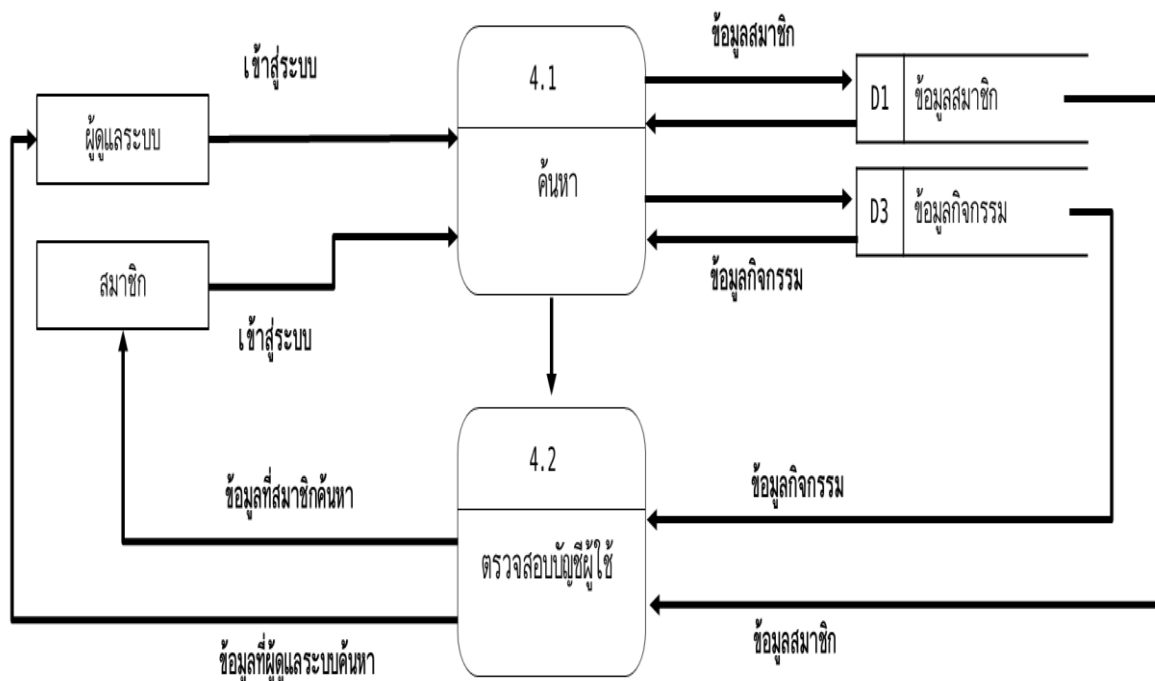 ข้อมูลสมาชิก
เข้าสู่ระบบ
4.1
D1
ข้อมูลสมาชิก
ผู้ดูแลระบบ
ค้นหา
D3
ข้อมูลกิจกรรม
สมาชิก
ข้อมูลกิจกรรม
เข้าสู่ระบบ
4.2
ข้อมูลที่สมาชิกค้นหา
ข้อมูลกิจกรรม
ตรวจสอบบัญชีผู้ใช้
ข้อมูลสมาชิก
ข้อมูลที่ผู้ดูแลระบบค้นหา